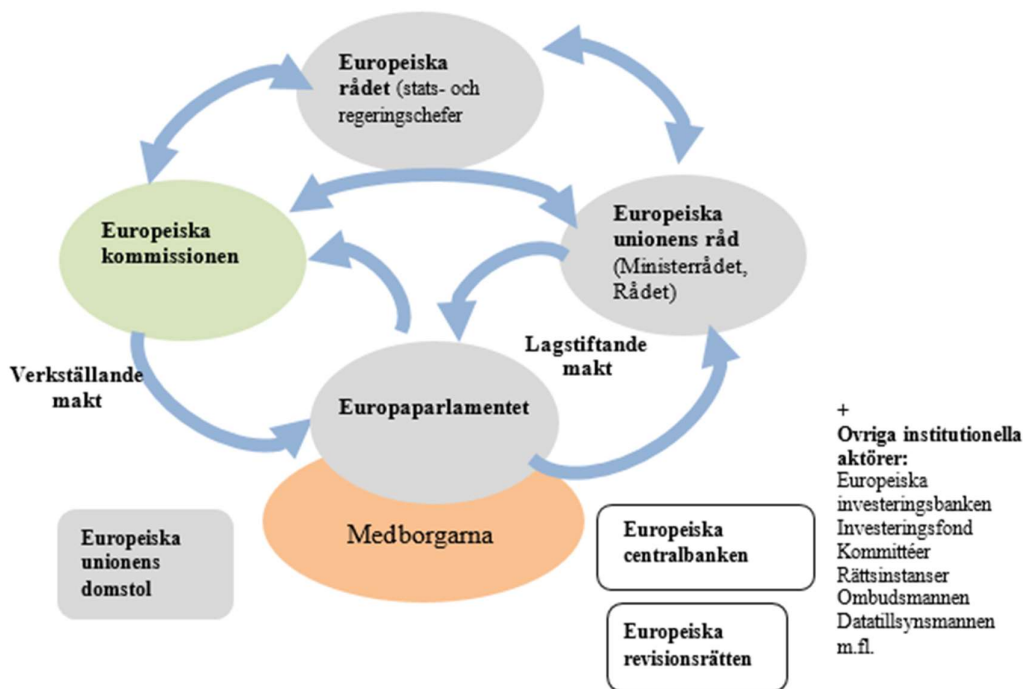 Europeiska
rådet (stats- och
regeringschefer
Europeiska
kommissionen
Europeiska
unionens råd
(Ministerrådet,
Rådet)
Verkställande
makt
Lagstiftande
makt
Europaparlamentet
Medborgarna
Europeiska
unionens
domstol
Europeiska
centralbanken
Europeiska
revisionsrätten
+
Ovriga institutionella
aktörer:
Europeiska
investeringsbanken
Investeringsfond
Kommittéer
Rättsinstanser
Ombudsmannen
Datatillsynsmannen
m.fl.